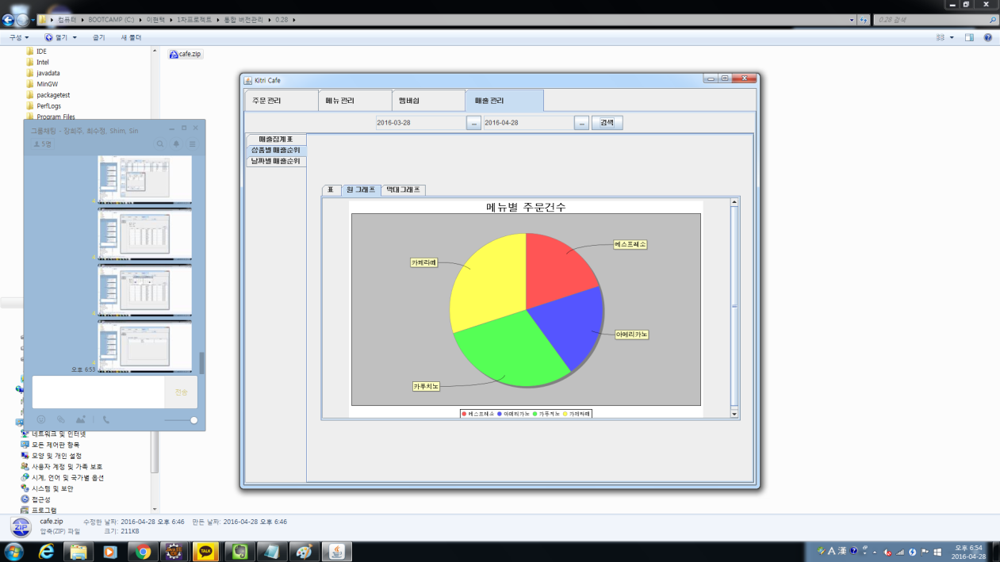 컴퓨터 ▸ BOOTCAMP (C:) ▸ 이현택 ▸ 1차프로젝트 ▸ 통합 버전관리 ▸ 0.28 ▸
0.28 검색
구성 열기 굽기 새 폴더
IDE
Intel
javadata
MinGW
packagetest
PerfLogs
Program Files
cafe.zip
그룹채팅 - 장희주, 최수정, Shim, Sin
5명
오후 6:53
전송
네트워크 및 인터넷
모든 제어판 항목
모양 및 개인 설정
사용자 계정 및 가족 보호
시계, 언어 및 국가별 옵션
시스템 및 보안
접근성
프로그램
Kitri Cafe
주문관리 메뉴관리 멤버쉽 매출관리
2016-03-28 ... 2016-04-28 ... 검색
매출집계표
상품별매출순위
날짜별매출순위
표 원 그래프 막대그래프
메뉴별 주문건수
에스프레소
카페라떼
아메리카노
카푸치노
에스프레소 아메리카노 카푸치노 카페라떼
cafe.zip 수정한 날짜: 2016-04-28 오후 6:46 만든 날짜: 2016-04-28 오후 6:46
압축(ZIP) 파일 크기: 211KB
ZIP
TALK
A 漢
오후 6:54
2016-04-28